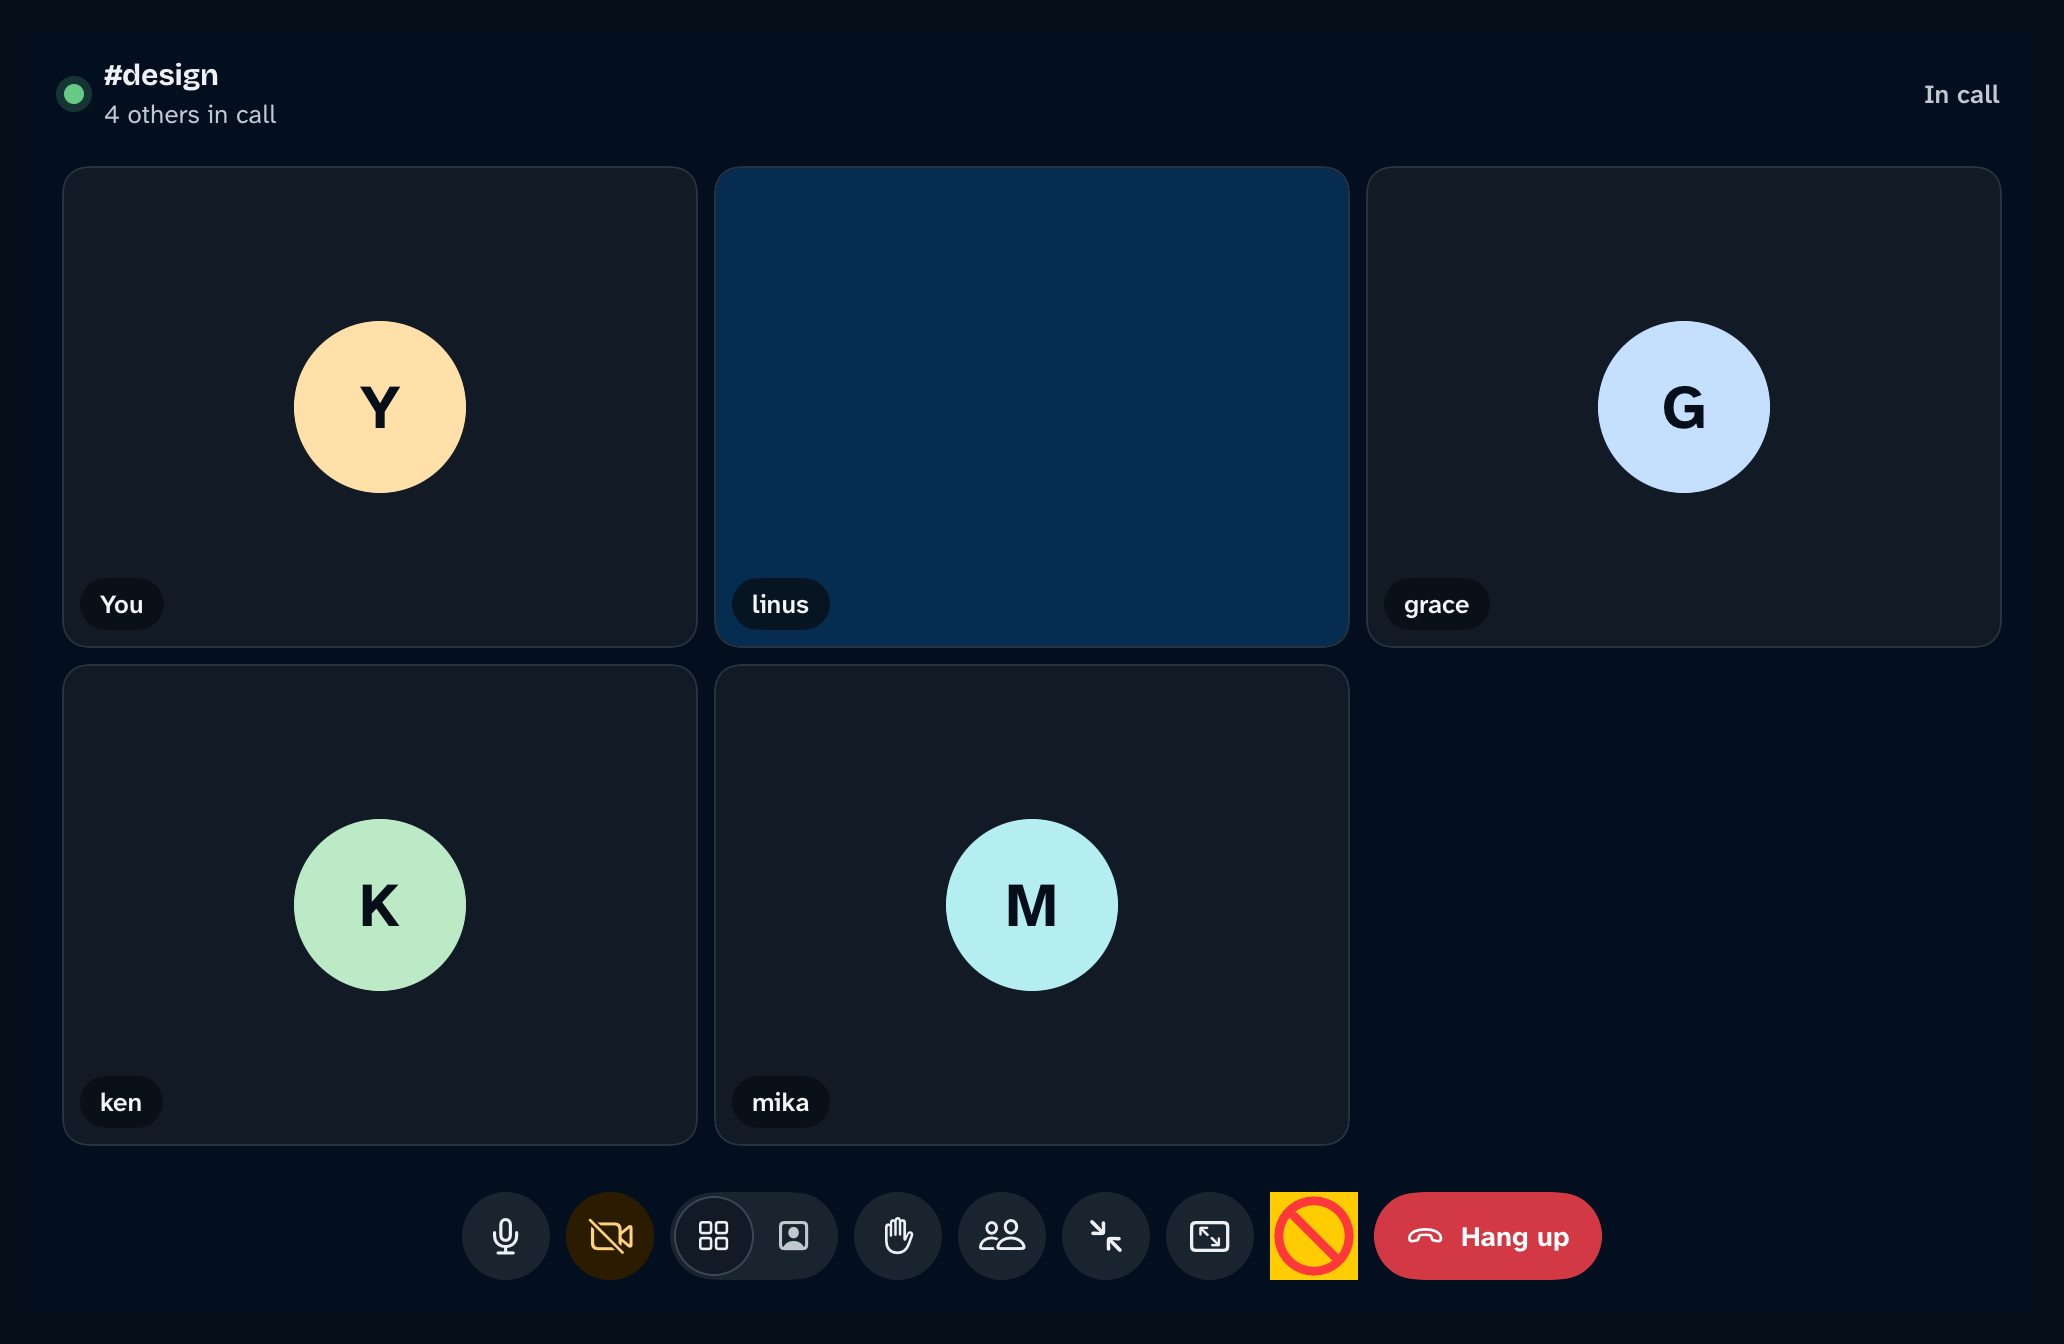 #design
4 others in call
In call
Y
You
linus
G
grace
K
ken
M
mika
Hang up